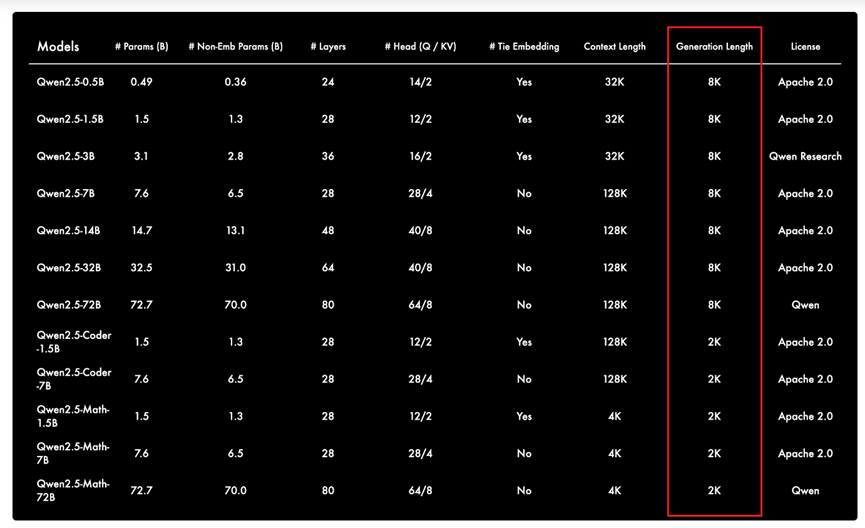 Models # Params (B) # Non-Emb Params (B) # Layers # Head (Q / KV) # Tie Embedding Context Length Generation Length License
Qwen2.5-0.5B 0.49 0.36 24 14/2 Yes 32K 8K Apache 2.0
Qwen2.5-1.5B 1.5 1.3 28 12/2 Yes 32K 8K Apache 2.0
Qwen2.5-3B 3.1 2.8 36 16/2 Yes 32K 8K Qwen Research
Qwen2.5-7B 7.6 6.5 28 28/4 No 128K 8K Apache 2.0
Qwen2.5-14B 14.7 13.1 48 40/8 No 128K 8K Apache 2.0
Qwen2.5-32B 32.5 31.0 64 40/8 No 128K 8K Apache 2.0
Qwen2.5-72B 72.7 70.0 80 64/8 No 128K 8K Qwen
Qwen2.5-Coder
-1.5B 1.5 1.3 28 12/2 Yes 128K 2K Apache 2.0
Qwen2.5-Coder
-7B 7.6 6.5 28 28/4 No 128K 2K Apache 2.0
Qwen2.5-Math-
1.5B 1.5 1.3 28 12/2 Yes 4K 2K Apache 2.0
Qwen2.5-Math-
7B 7.6 6.5 28 28/4 No 4K 2K Apache 2.0
Qwen2.5-Math-
72B 72.7 70.0 80 64/8 No 4K 2K Qwen